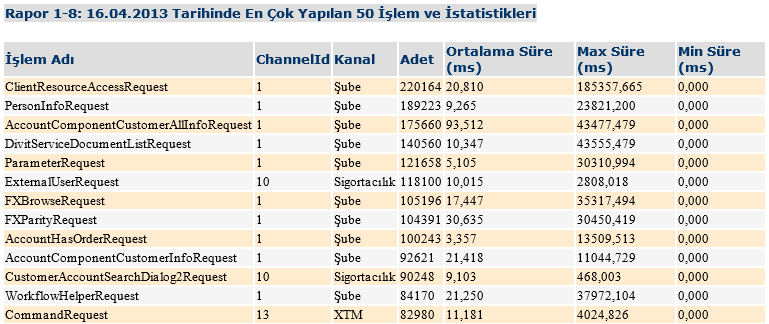 Rapor 1-8: 16.04.2013 Tarihinde En Çok Yapılan 50 İşlem ve İstatistikleri
İşlem Adı ChannelId Kanal Adet Ortalama Süre (ms) Max Süre (ms) Min Süre (ms)
ClientResourceAccessRequest 1 Şube 220164 20,810 185357,665 0,000
PersonInfoRequest 1 Şube 189223 9,265 23821,200 0,000
AccountComponentCustomerAllInfoRequest 1 Şube 175660 93,512 43477,479 0,000
DivitServiceDocumentListRequest 1 Şube 140560 10,347 43555,479 0,000
ParameterRequest 1 Şube 121658 5,105 30310,994 0,000
ExternalUserRequest 10 Sigortacılık 118100 10,015 2808,018 0,000
FXBrowseRequest 1 Şube 105196 17,447 35317,494 0,000
FXParityRequest 1 Şube 104391 30,635 30450,419 0,000
AccountHasOrderRequest 1 Şube 100243 3,357 13509,513 0,000
AccountComponentCustomerInfoRequest 1 Şube 92621 21,418 11044,729 0,000
CustomerAccountSearchDialog2Request 10 Sigortacılık 90248 9,103 468,003 0,000
WorkflowHelperRequest 1 Şube 84170 21,250 37972,104 0,000
CommandRequest 13 XTM 82980 11,181 4024,826 0,000